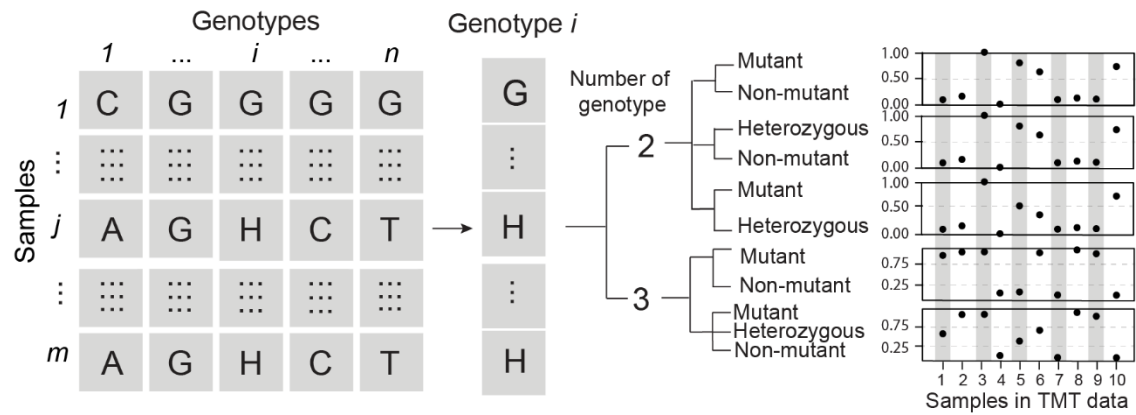 Genotypes
1 ... i ... n
Samples
1 C G G G G
...
j A G H C T
...
m A G H C T
Genotype i
G
...
H
...
H
Number of
genotype
2
Mutant
Non-mutant
Heterozygous
Non-mutant
Mutant
Heterozygous
3
Mutant
Non-mutant
Mutant
Heterozygous
Non-mutant
1.00
0.50
0.00
1.00
0.50
0.00
1.00
0.50
0.00
0.75
0.25
0.75
0.25
1 2 3 4 5 6 7 8 9 10
Samples in TMT data